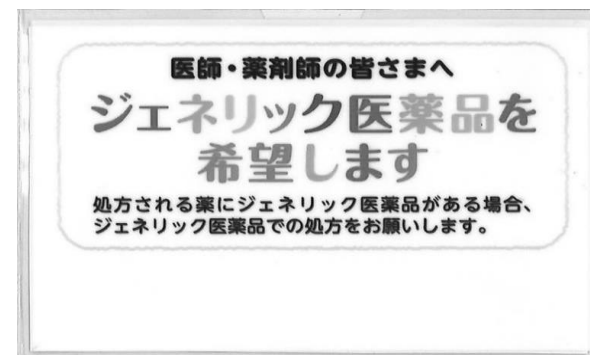 医師・薬剤師の皆さまへ
ジェネリック医薬品を
希望します
処方される薬にジェネリック医薬品がある場合、
ジェネリック医薬品での処方をお願いします。